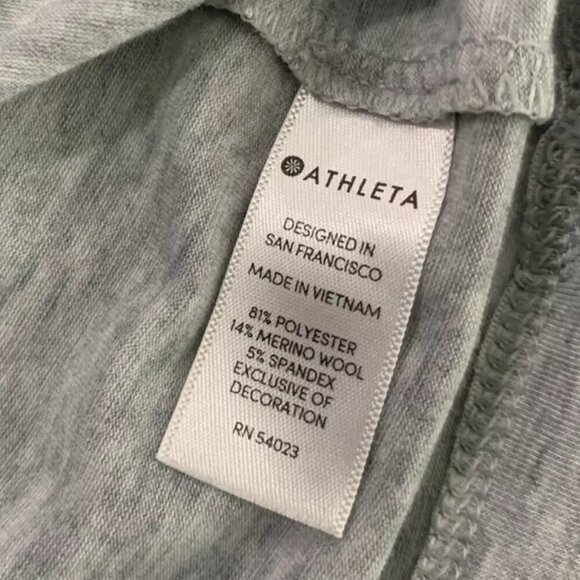 ATHLETA
DESIGNED IN
SAN FRANCISCO
MADE IN VIETNAM
81% POLYESTER
14% MERINO WOOL
5% SPANDEX
EXCLUSIVE OF
DECORATION
RN 54023